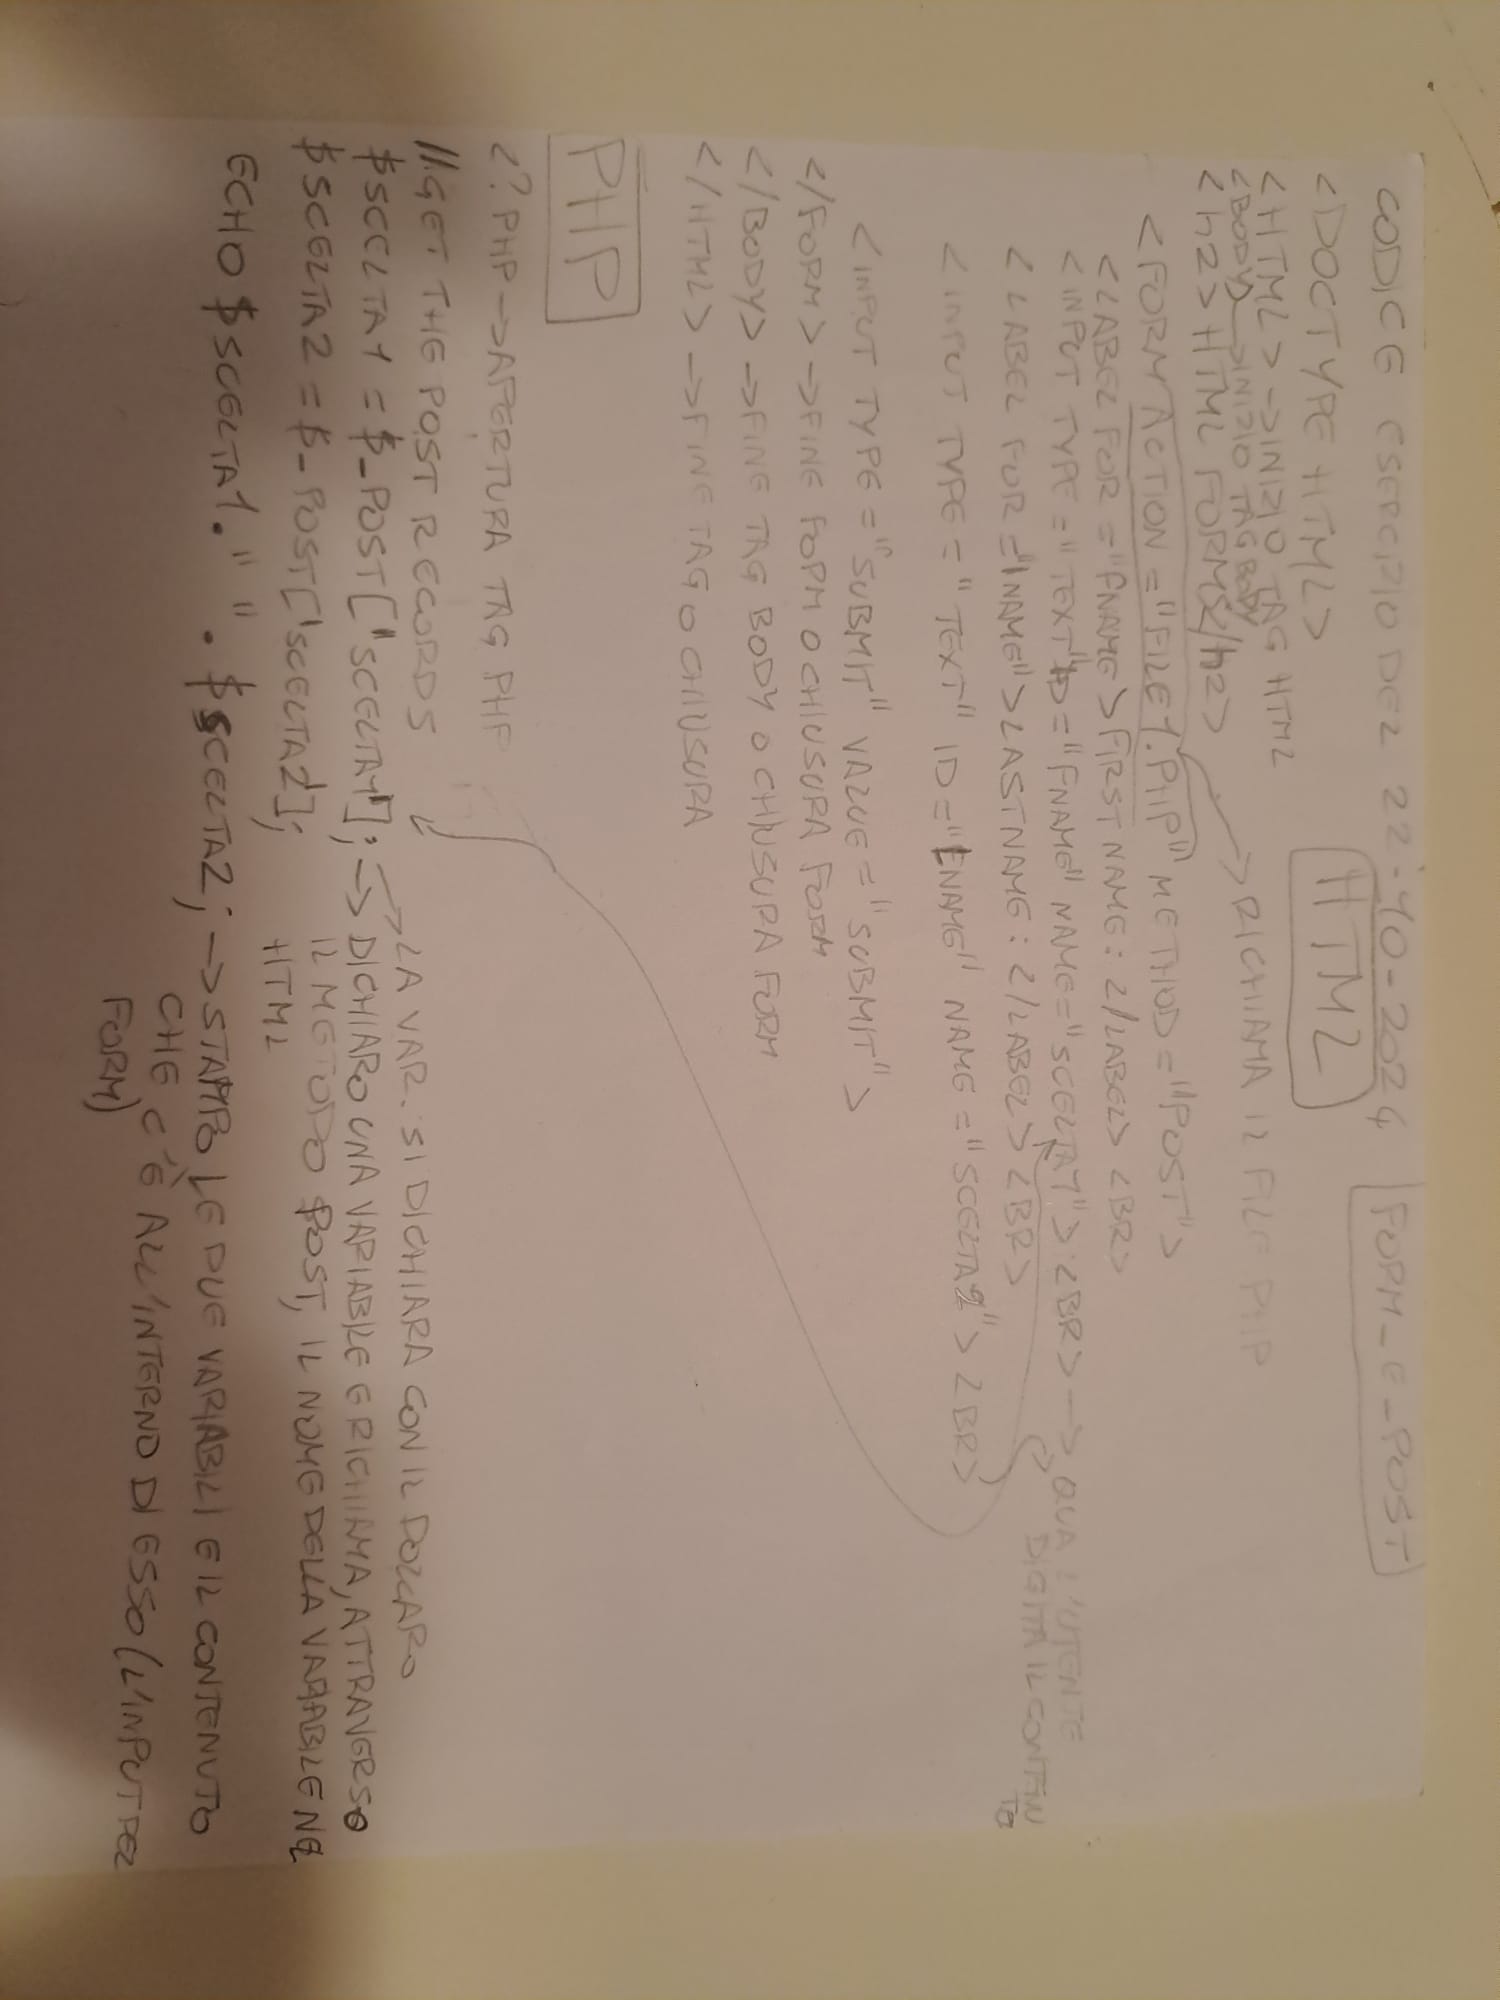 CODICE ESERCIZIO DEL 22-10-2024 FORM_E_POST
HTML
<DOCTYPE HTML>
<HTML> -> INIZIO TAG HTML
<BODY> -> INIZIO TAG BODY
<h2> HTML FORMS</h2>
-> RICHIAMA IL FILE PHP
<FORM ACTION ="FILE1.PHP" METHOD ="POST">
<LABEL FOR ="FNAME> FIRST NAME: </LABEL> <BR>
<INPUT TYPE ="TEXT" ID="FNAME" NAME="SCELTA1"> <BR> -> QUA L'UTENTE
DIGITA IL CONTENU
TO
<LABEL FOR ="lNAME">LASTNAME: </LABEL> <BR>
<INPUT TYPE = "TEXT" ID ="LNAME" NAME ="SCELTA2"> <BR>
<INPUT TYPE ="SUBMIT" VALUE ="SUBMIT">
</FORM> -> FINE FORM O CHIUSURA FORM
</BODY> -> FINE TAG BODY O CHIUSURA FORM
</HTML> -> FINE TAG O CHIUSURA
PHP
<?PHP -> APERTURA TAG PHP
//GET THE POST RECORDS
$SCELTA1 = $_POST["SCELTA1"]; -> LA VAR. SI DICHIARA CON IL DOLLARO
-> DICHIARO UNA VARIABILE E RICHIAMA, ATTRAVERSO
IL METODO POST, IL NOME DELLA VARIABILE NEL
HTML
$SCELTA2 = $_POST['SCELTA2'];
ECHO $SCELTA1." ". $SCELTA2; -> STAMPO LE DUE VARIABILI E IL CONTENUTO
CHE C'È ALL'INTERNO DI ESSO (L'INPUT DEL
FORM)